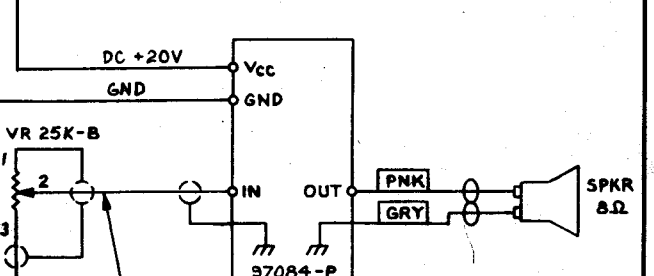 DC +20V
Vcc
GND
GND
VR 25K-B
1
2
IN
OUT
PNK
SPKR
8Ω
GRY
3
97084-P